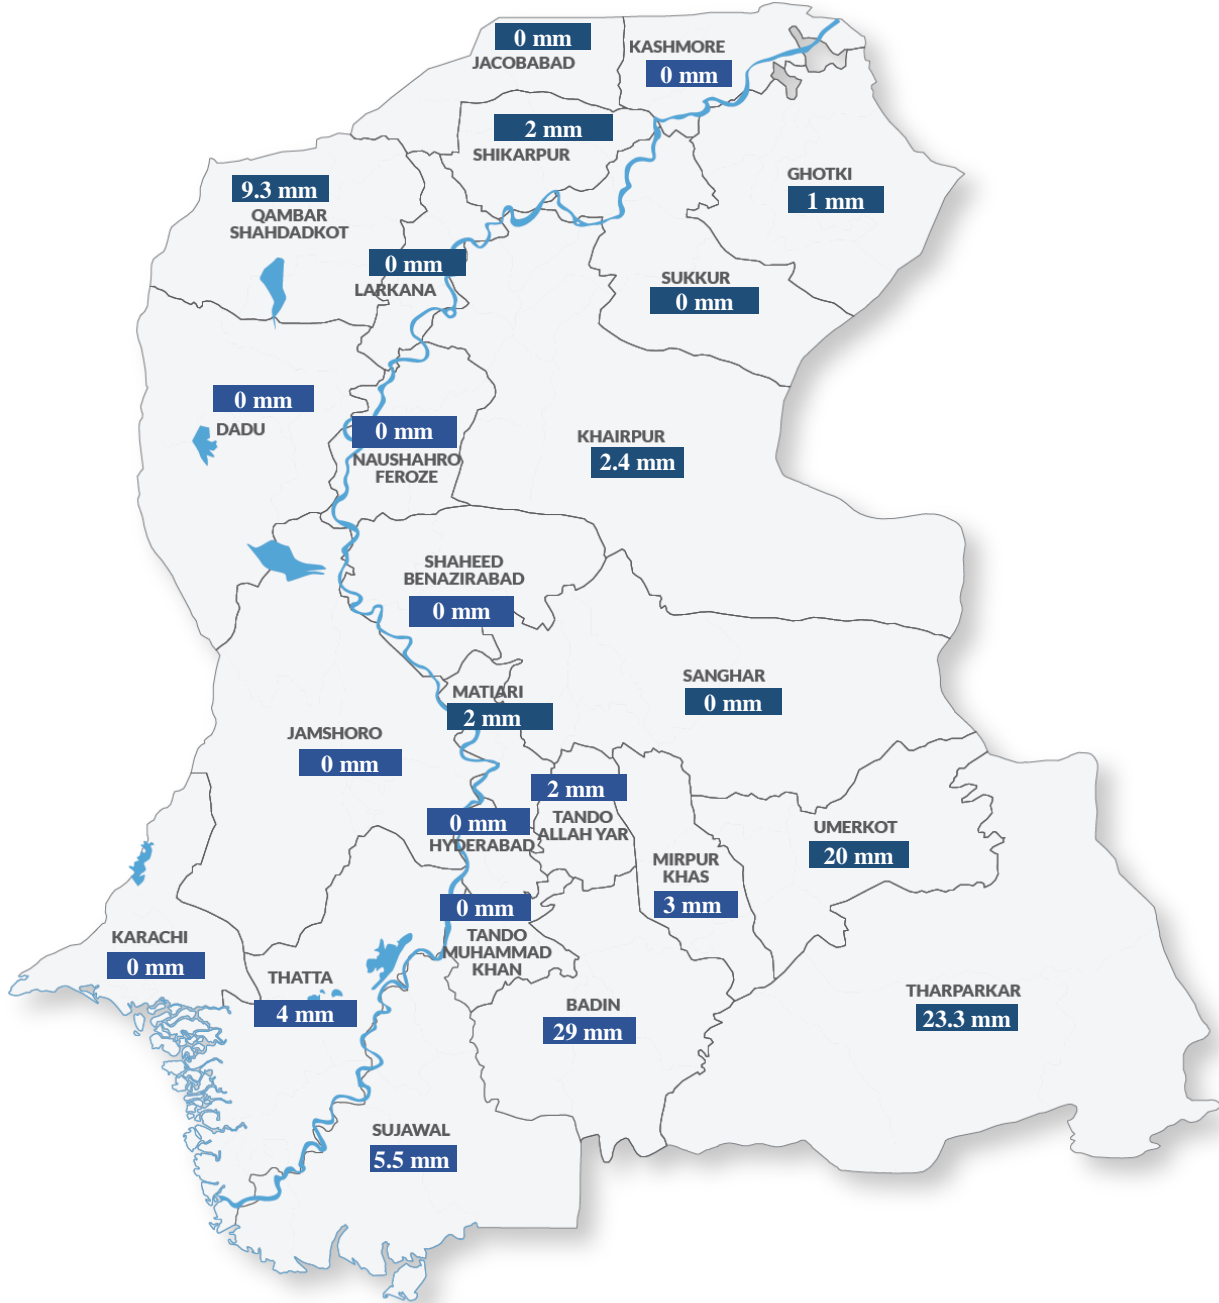 0 mm
JACOBABAD
KASHMORE
0 mm
2 mm
SHIKARPUR
GHOTKI
1 mm
9.3 mm
QAMBAR
SHAHDADKOT
0 mm
LARKANA
SUKKUR
0 mm
0 mm
DADU
0 mm
NAUSHAHRO
FEROZE
KHAIRPUR
2.4 mm
SHAHEED
BENAZIRABAD
0 mm
SANGHAR
0 mm
MATIARI
2 mm
JAMSHORO
0 mm
2 mm
TANDO
ALLAH YAR
0 mm
HYDERABAD
UMERKOT
20 mm
MIRPUR
KHAS
3 mm
0 mm
TANDO
MUHAMMAD
KHAN
KARACHI
0 mm
THATTA
4 mm
BADIN
29 mm
THARPARKAR
23.3 mm
SUJAWAL
5.5 mm